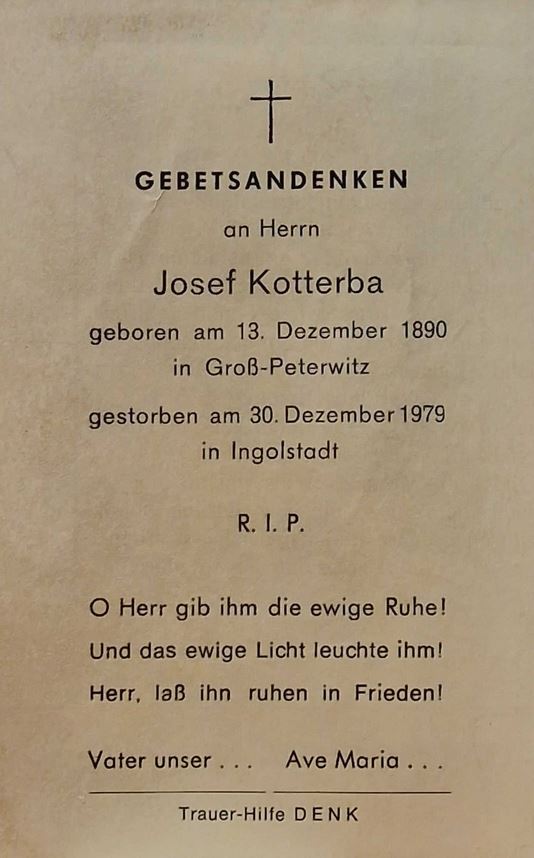 GEBETSANDENKEN
an Herrn
Josef Kotterba
geboren am 13. Dezember 1890
in Groß-Peterwitz
gestorben am 30. Dezember 1979
in Ingolstadt
R. I. P.
O Herr gib ihm die ewige Ruhe!
Und das ewige Licht leuchte ihm!
Herr, laß ihn ruhen in Frieden!
Vater unser . . . Ave Maria . . .
Trauer-Hilfe DENK